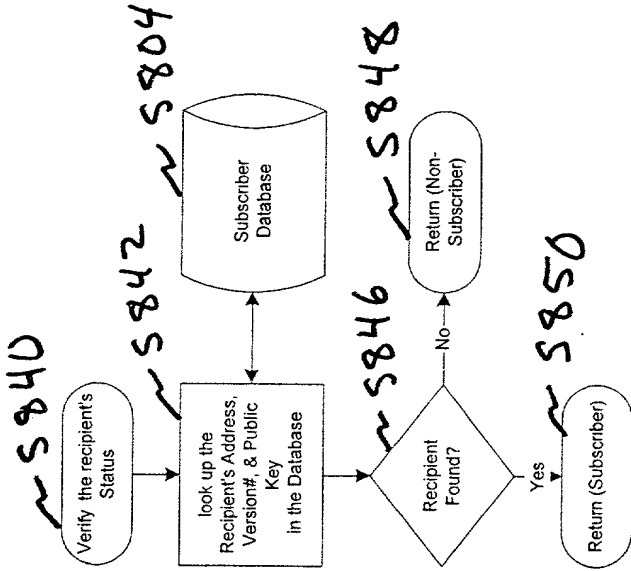 S840
Verify the recipient's
Status
S842
look up the
Recipient's Address,
Version#, & Public
Key
in the Database
S804
Subscriber
Database
S846
Recipient
Found?
No
S848
Return (Non-
Subscriber)
Yes
S850
Return (Subscriber)